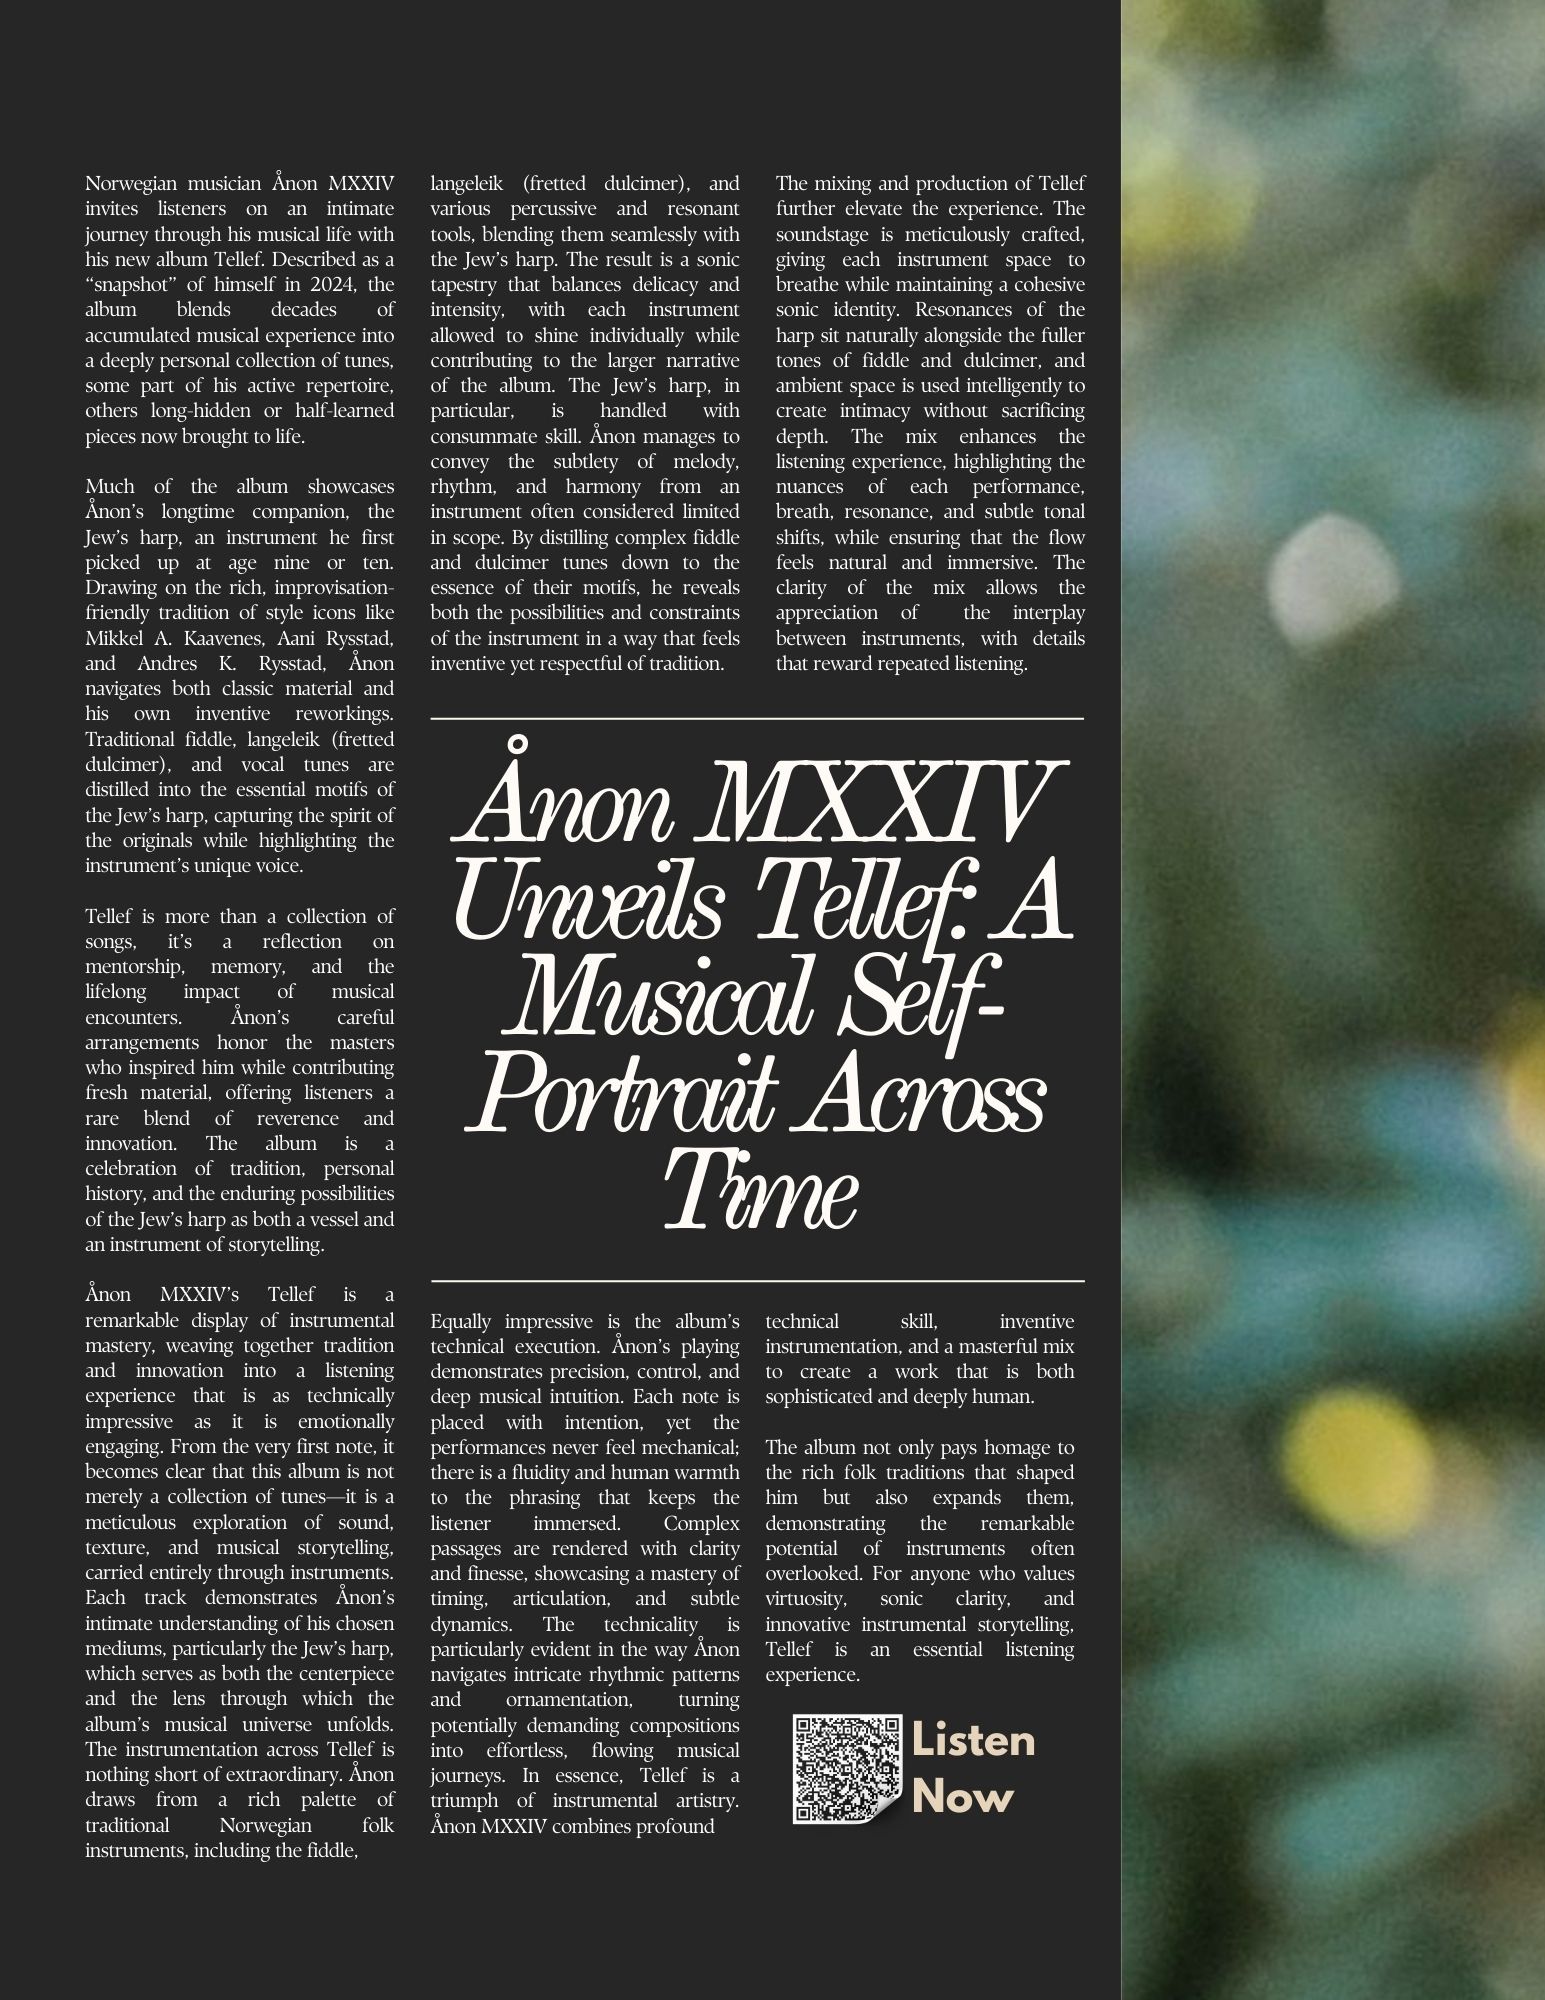 Norwegian musician Ånon MXXIV
invites listeners on an intimate
journey through his musical life with
his new album Tellef. Described as a
“snapshot” of himself in 2024, the
album blends decades of
accumulated musical experience into
a deeply personal collection of tunes,
some part of his active repertoire,
others long-hidden or half-learned
pieces now brought to life.
Much of the album showcases
Ånon’s longtime companion, the
Jew’s harp, an instrument he first
picked up at age nine or ten.
Drawing on the rich, improvisation-
friendly tradition of style icons like
Mikkel A. Kaavenes, Aani Rysstad,
and Andres K. Rysstad, Ånon
navigates both classic material and
his own inventive reworkings.
Traditional fiddle, langeleik (fretted
dulcimer), and vocal tunes are
distilled into the essential motifs of
the Jew’s harp, capturing the spirit of
the originals while highlighting the
instrument’s unique voice.
Tellef is more than a collection of
songs, it’s a reflection on
mentorship, memory, and the
lifelong impact of musical
encounters. Ånon’s careful
arrangements honor the masters
who inspired him while contributing
fresh material, offering listeners a
rare blend of reverence and
innovation. The album is a
celebration of tradition, personal
history, and the enduring possibilities
of the Jew’s harp as both a vessel and
an instrument of storytelling.
Ånon MXXIV’s Tellef is a
remarkable display of instrumental
mastery, weaving together tradition
and innovation into a listening
experience that is as technically
impressive as it is emotionally
engaging. From the very first note, it
becomes clear that this album is not
merely a collection of tunes—it is a
meticulous exploration of sound,
texture, and musical storytelling,
carried entirely through instruments.
Each track demonstrates Ånon’s
intimate understanding of his chosen
mediums, particularly the Jew’s harp,
which serves as both the centerpiece
and the lens through which the
album’s musical universe unfolds.
The instrumentation across Tellef is
nothing short of extraordinary. Ånon
draws from a rich palette of
traditional Norwegian folk
instruments, including the fiddle,
langeleik (fretted dulcimer), and
various percussive and resonant
tools, blending them seamlessly with
the Jew’s harp. The result is a sonic
tapestry that balances delicacy and
intensity, with each instrument
allowed to shine individually while
contributing to the larger narrative
of the album. The Jew’s harp, in
particular, is handled with
consummate skill. Ånon manages to
convey the subtlety of melody,
rhythm, and harmony from an
instrument often considered limited
in scope. By distilling complex fiddle
and dulcimer tunes down to the
essence of their motifs, he reveals
both the possibilities and constraints
of the instrument in a way that feels
inventive yet respectful of tradition.
The mixing and production of Tellef
further elevate the experience. The
soundstage is meticulously crafted,
giving each instrument space to
breathe while maintaining a cohesive
sonic identity. Resonances of the
harp sit naturally alongside the fuller
tones of fiddle and dulcimer, and
ambient space is used intelligently to
create intimacy without sacrificing
depth. The mix enhances the
listening experience, highlighting the
nuances of each performance,
breath, resonance, and subtle tonal
shifts, while ensuring that the flow
feels natural and immersive. The
clarity of the mix allows the
appreciation of the interplay
between instruments, with details
that reward repeated listening.
Ånon MXXIV
Unveils Tellef: A
Musical Self-
Portrait Across
Time
Equally impressive is the album’s
technical execution. Ånon’s playing
demonstrates precision, control, and
deep musical intuition. Each note is
placed with intention, yet the
performances never feel mechanical;
there is a fluidity and human warmth
to the phrasing that keeps the
listener immersed. Complex
passages are rendered with clarity
and finesse, showcasing a mastery of
timing, articulation, and subtle
dynamics. The technicality is
particularly evident in the way Ånon
navigates intricate rhythmic patterns
and ornamentation, turning
potentially demanding compositions
into effortless, flowing musical
journeys. In essence, Tellef is a
triumph of instrumental artistry.
Ånon MXXIV combines profound
technical skill, inventive
instrumentation, and a masterful mix
to create a work that is both
sophisticated and deeply human.
The album not only pays homage to
the rich folk traditions that shaped
him but also expands them,
demonstrating the remarkable
potential of instruments often
overlooked. For anyone who values
virtuosity, sonic clarity, and
innovative instrumental storytelling,
Tellef is an essential listening
experience.
Listen
Now